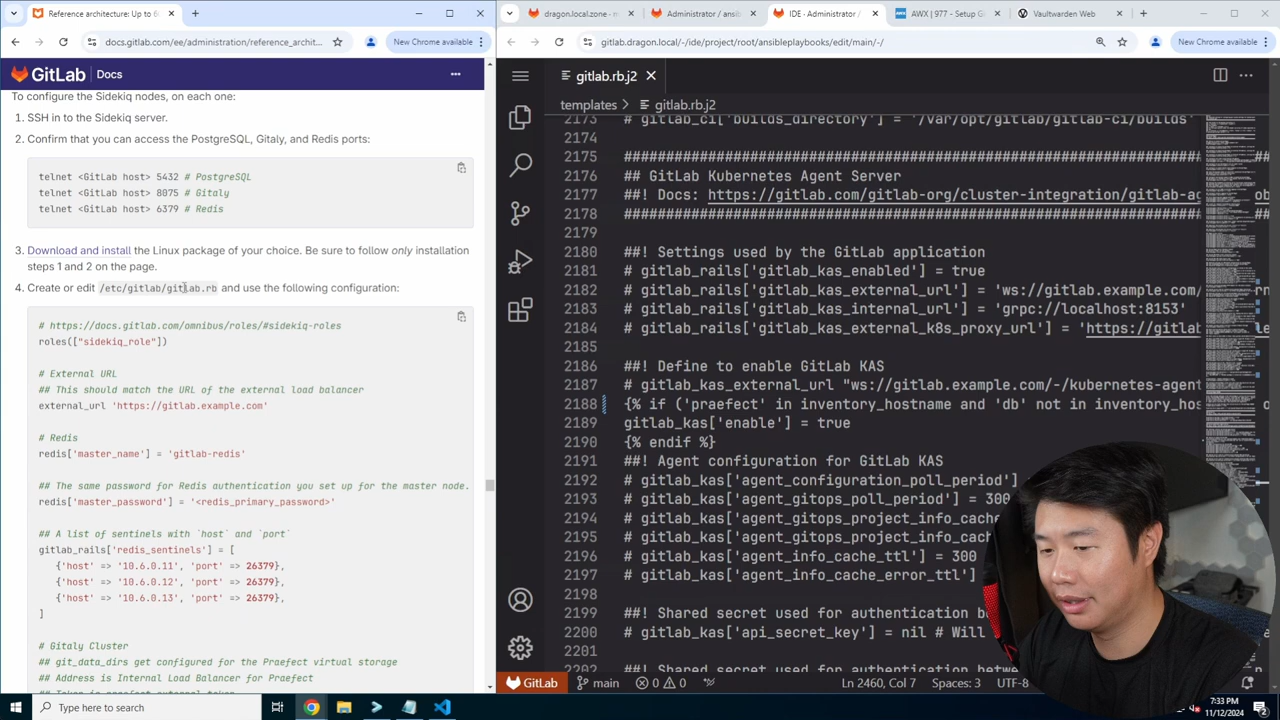 Reference architecture: Up to 6
docs.gitlab.com/ee/administration/reference_archit...
New Chrome available
GitLab Docs
To configure the Sidekiq nodes, on each one:
1. SSH in to the Sidekiq server.
2. Confirm that you can access the PostgreSQL, Gitaly, and Redis ports:
telnet <GitLab host> 5432 # PostgreSQL
telnet <GitLab host> 8075 # Gitaly
telnet <GitLab host> 6379 # Redis
3. Download and install the Linux package of your choice. Be sure to follow only installation
steps 1 and 2 on the page.
4. Create or edit /etc/gitlab/gitlab.rb and use the following configuration:
# https://docs.gitlab.com/omnibus/roles/#sidekiq-roles
roles(["sidekiq_role"])
# External URL
## This should match the URL of the external load balancer
external_url 'https://gitlab.example.com'
# Redis
redis['master_name'] = 'gitlab-redis'
## The same password for Redis authentication you set up for the master node.
redis['master_password'] = '<redis_primary_password>'
## A list of sentinels with `host` and `port`
gitlab_rails['redis_sentinels'] = [
{'host' => '10.6.0.11', 'port' => 26379},
{'host' => '10.6.0.12', 'port' => 26379},
{'host' => '10.6.0.13', 'port' => 26379},
]
# Gitaly Cluster
## git_data_dirs get configured for the Praefect virtual storage
## Address is Internal Load Balancer for Praefect
## Token is praefect_external_token
dragon.local.zone -
Administrator / ansib
IDE - Administrator /
AWX | 977 - Setup G
Vaultwarden Web
gitlab.dragon.local/-/ide/project/root/ansibleplaybooks/edit/main/-/
New Chrome available
gitlab.rb.j2
templates > gitlab.rb.j2
2173 # gitlab_ci['builds_directory'] = '/var/opt/gitlab/gitlab-ci/builds'
2174
2175
2176 ## GitLab Kubernetes Agent Server
2177 ##! Docs: https://gitlab.com/gitlab-org/cluster-integration/gitlab-ag
2178
2179
2180 ##! Settings used by the GitLab application
2181 # gitlab_rails['gitlab_kas_enabled'] = true
2182 # gitlab_rails['gitlab_kas_external_url'] = 'ws://gitlab.example.com/
2183 # gitlab_rails['gitlab_kas_internal_url'] = 'grpc://localhost:8153'
2184 # gitlab_rails['gitlab_kas_external_k8s_proxy_url'] = 'https://gitlab
2185
2186 ##! Define to enable GitLab KAS
2187 # gitlab_kas_external_url "ws://gitlab.example.com/-/kubernetes-agent
2188 {% if ('praefect' in inventory_hostname and 'db' not in inventory_hos
2189 gitlab_kas['enable'] = true
2190 {% endif %}
2191 ##! Agent configuration for GitLab KAS
2192 # gitlab_kas['agent_configuration_poll_period']
2193 # gitlab_kas['agent_gitops_poll_period'] = 300
2194 # gitlab_kas['agent_gitops_project_info_cach
2195 # gitlab_kas['agent_gitops_project_info_cach
2196 # gitlab_kas['agent_info_cache_ttl'] = 300
2197 # gitlab_kas['agent_info_cache_error_ttl']
2198
2199 ##! Shared secret used for authentication b
2200 # gitlab_kas['api_secret_key'] = nil # Will
2201
2202 ##! Shared secret used for authentication between
GitLab
main
0 0
Ln 2460, Col 7
Spaces: 3
UTF-8
Type here to search
7:33 PM
11/12/2024